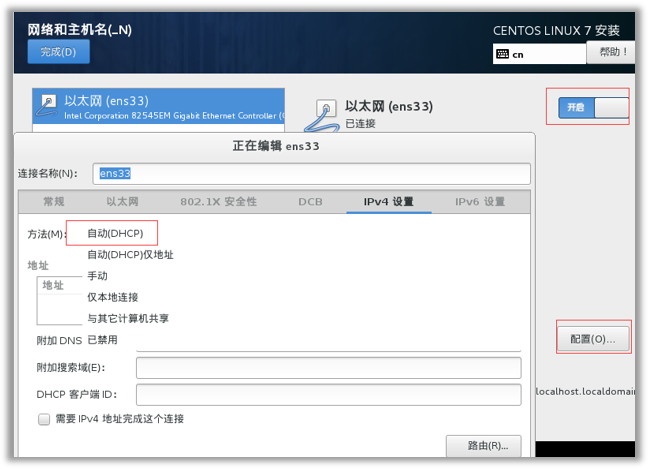 网络和主机名(_N)
CENTOS LINUX 7 安装
完成(D)
cn
帮助！
以太网 (ens33)
Intel Corporation 82545EM Gigabit Ethernet Controller (
以太网 (ens33)
已连接
开启
正在编辑 ens33
连接名称(N):
ens33
常规
以太网
802.1X 安全性
DCB
IPv4 设置
IPv6 设置
方法(M):
自动(DHCP)
自动(DHCP)仅地址
手动
仅本地连接
与其它计算机共享
已禁用
地址
地址
附加 DNS
附加搜索域(E):
DHCP 客户端 ID:
需要 IPv4 地址完成这个连接
路由(R)...
配置(O)...
localhost.localdomain